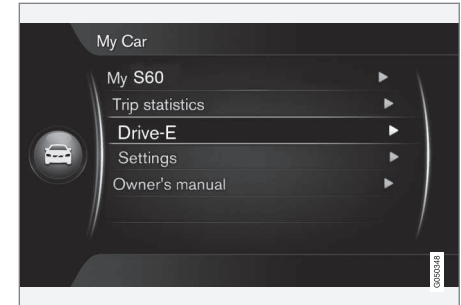 My Car
My S60
Trip statistics
Drive-E
Settings
Owner's manual
G050348